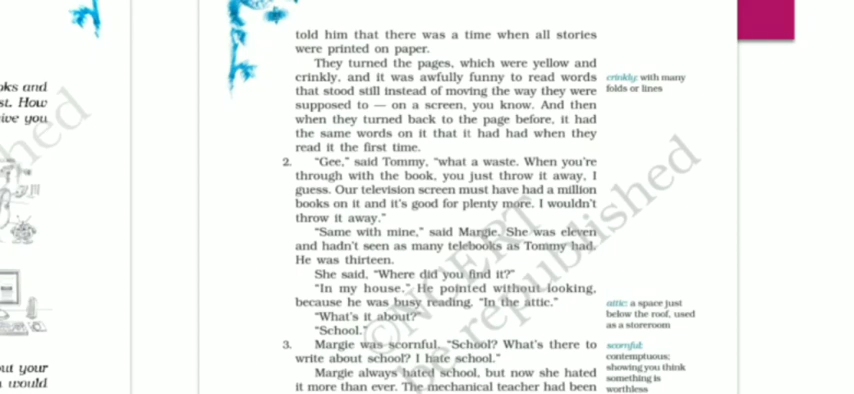 oks and
st. How
ive you
ut your
would
told him that there was a time when all stories
were printed on paper.
They turned the pages, which were yellow and
crinkly, and it was awfully funny to read words
that stood still instead of moving the way they were
supposed to — on a screen, you know. And then
when they turned back to the page before, it had
the same words on it that it had had when they
read it the first time.
2. “Gee,” said Tommy, “what a waste. When you’re
through with the book, you just throw it away, I
guess. Our television screen must have had a million
books on it and it’s good for plenty more. I wouldn’t
throw it away.”
“Same with mine,” said Margie. She was eleven
and hadn’t seen as many telebooks as Tommy had.
He was thirteen.
She said, “Where did you find it?”
“In my house.” He pointed without looking,
because he was busy reading. “In the attic.”
“What’s it about?”
“School.”
3. Margie was scornful. “School? What’s there to
write about school? I hate school.”
Margie always hated school, but now she hated
it more than ever. The mechanical teacher had been
crinkly: with many
folds or lines
attic: a space just
below the roof, used
as a storeroom
scornful:
contemptuous;
showing you think
something is
worthless
©NCERT
be republished
hed